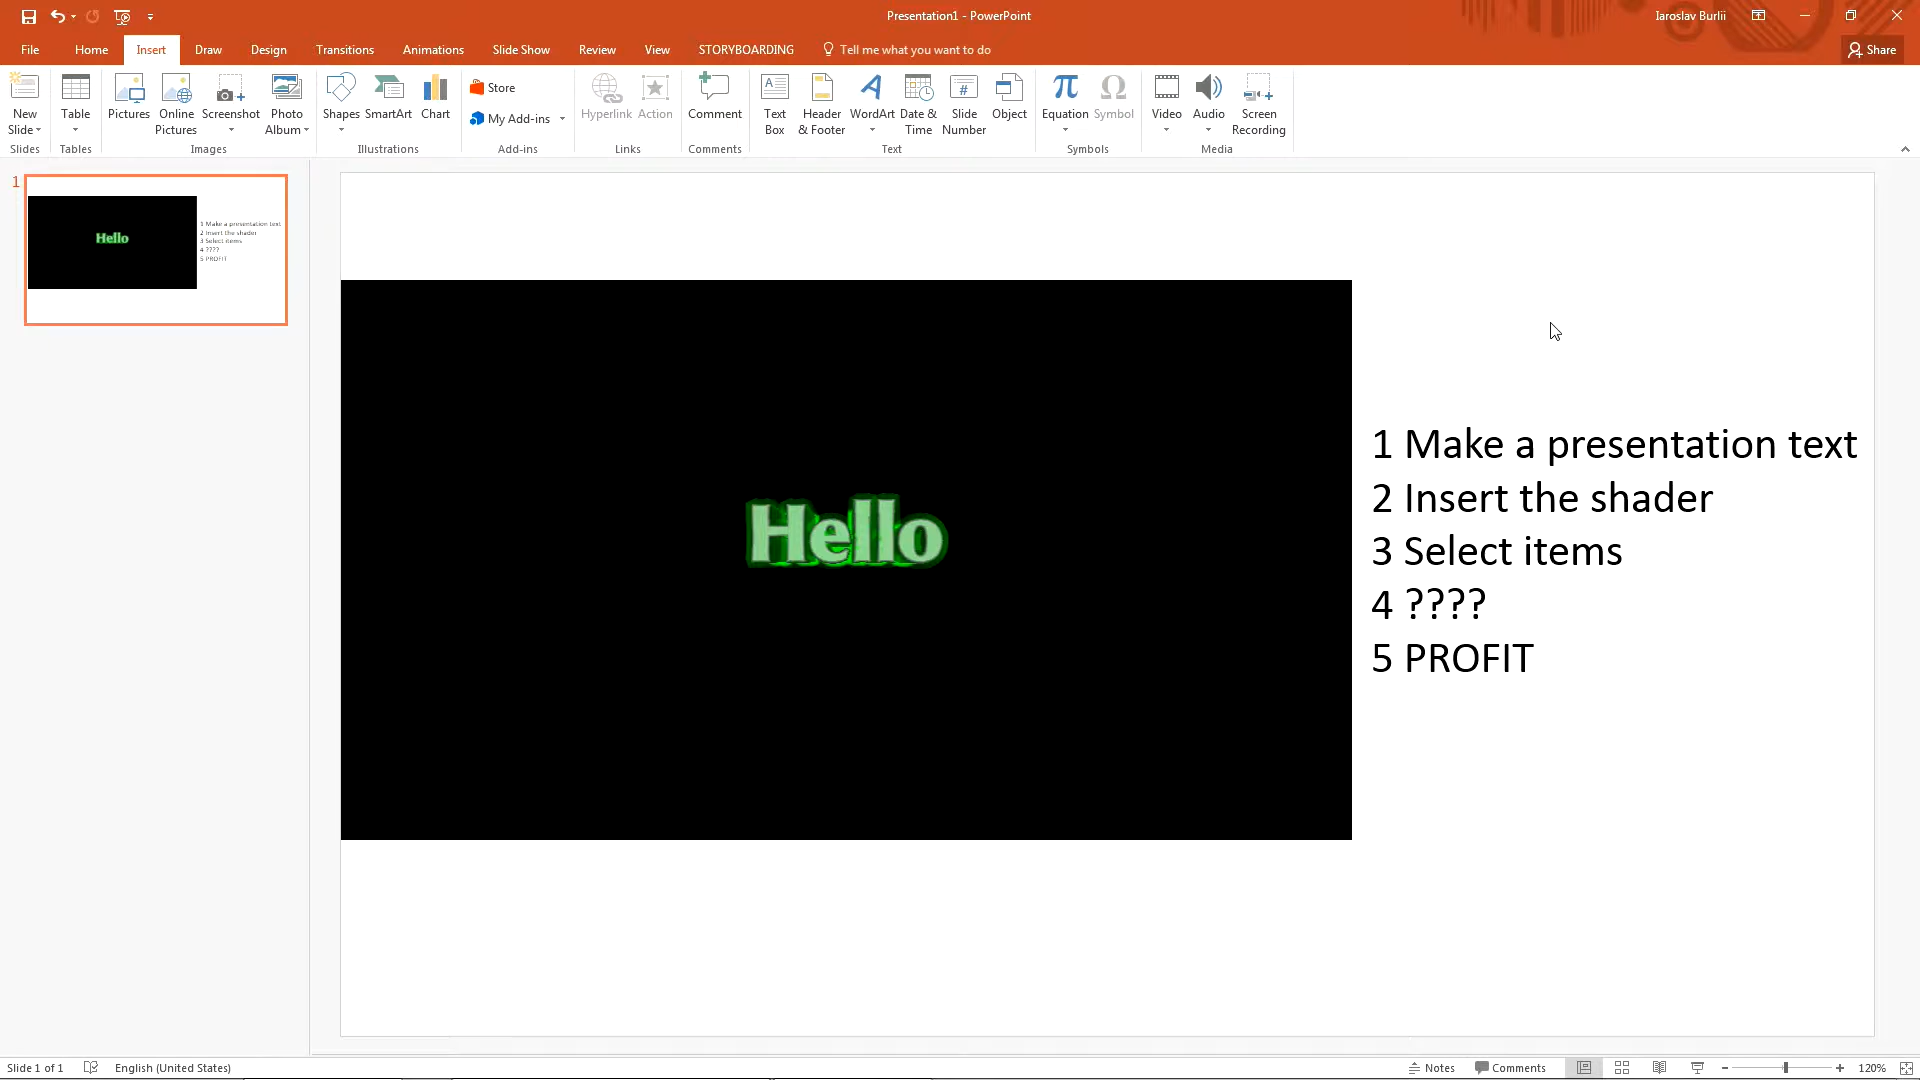 Presentation1 - PowerPoint
Iaroslav Burlii
File Home Insert Draw Design Transitions Animations Slide Show Review View STORYBOARDING Tell me what you want to do Share
New Slide
Table
Pictures
Online Pictures
Screenshot
Photo Album
Shapes
SmartArt
Chart
Store
My Add-ins
Hyperlink
Action
Comment
Text Box
Header & Footer
WordArt
Date & Time
Slide Number
Object
Equation
Symbol
Video
Audio
Screen Recording
Slides Tables Images Illustrations Add-ins Links Comments Text Symbols Media
1
Hello
1 Make a presentation text
2 Insert the shader
3 Select items
4 ????
5 PROFIT
Hello
1 Make a presentation text
2 Insert the shader
3 Select items
4 ????
5 PROFIT
Slide 1 of 1 English (United States) Notes Comments 120%